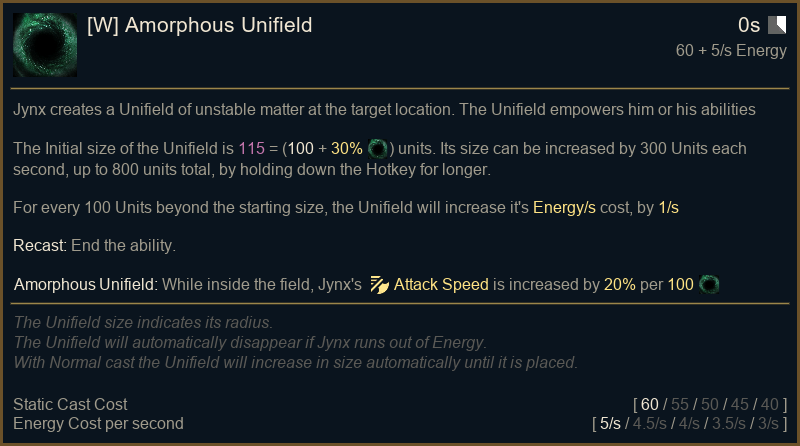 [W] Amorphous Unifield
0s
60 + 5/s Energy
Jynx creates a Unifield of unstable matter at the target location. The Unifield empowers him or his abilities
The Initial size of the Unifield is 115 = (100 + 30% ) units. Its size can be increased by 300 Units each
second, up to 800 units total, by holding down the Hotkey for longer.
For every 100 Units beyond the starting size, the Unifield will increase it's Energy/s cost, by 1/s
Recast: End the ability.
Amorphous Unifield: While inside the field, Jynx's Attack Speed is increased by 20% per 100
The Unifield size indicates its radius.
The Unifield will automatically disappear if Jynx runs out of Energy.
With Normal cast the Unifield will increase in size automatically until it is placed.
Static Cast Cost [ 60 / 55 / 50 / 45 / 40 ]
Energy Cost per second [ 5/s / 4.5/s / 4/s / 3.5/s / 3/s ]